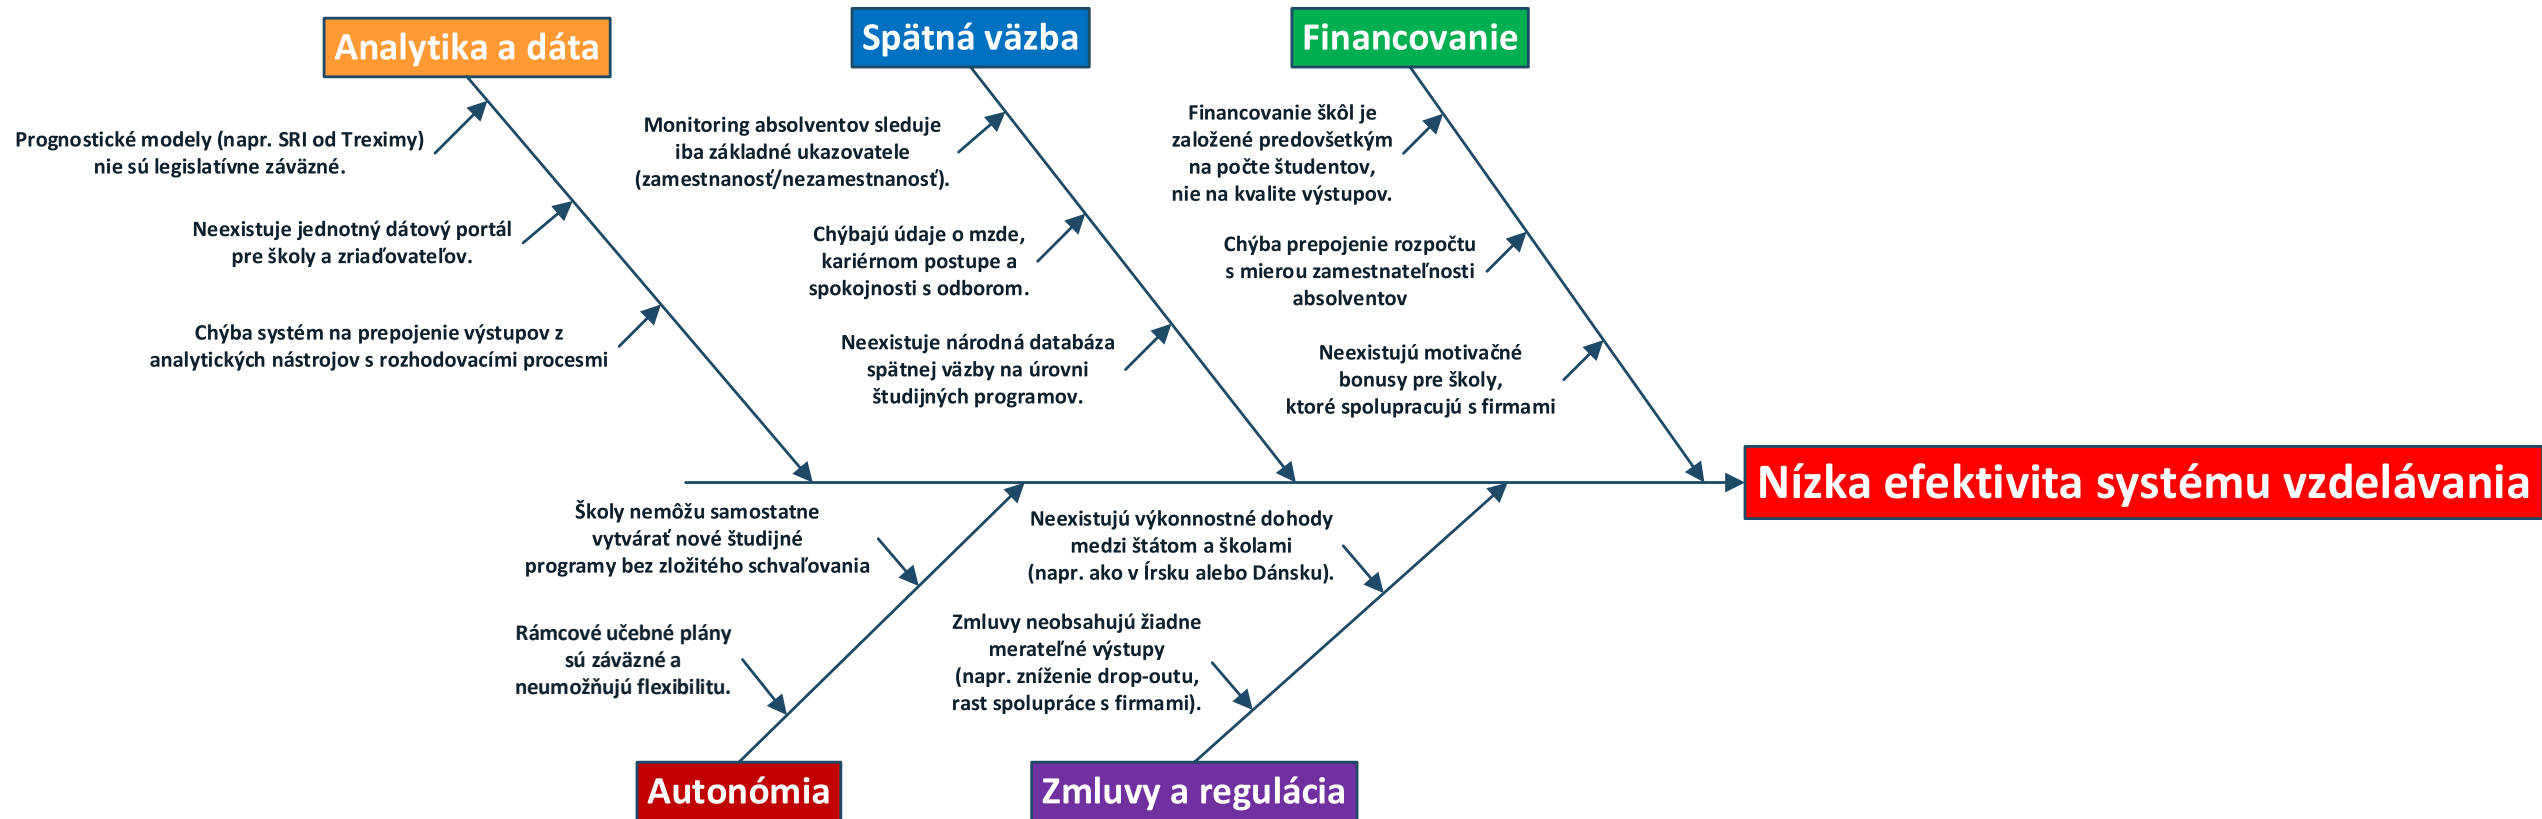 Analytika a dáta
Prognostické modely (napr. SRI od Treximy)
nie sú legislatívne záväzné.
Neexistuje jednotný dátový portál
pre školy a zriaďovateľov.
Chýba systém na prepojenie výstupov z
analytických nástrojov s rozhodovacími procesmi
Spätná väzba
Monitoring absolventov sleduje
iba základné ukazovatele
(zamestnanosť/nezamestnanosť).
Chýbajú údaje o mzde,
kariérnom postupe a
spokojnosti s odborom.
Neexistuje národná databáza
spätnej väzby na úrovni
študijných programov.
Financovanie
Financovanie škôl je
založené predovšetkým
na počte študentov,
nie na kvalite výstupov.
Chýba prepojenie rozpočtu
s mierou zamestnateľnosti
absolventov
Neexistujú motivačné
bonusy pre školy,
ktoré spolupracujú s firmami
Nízka efektivita systému vzdelávania
Školy nemôžu samostatne
vytvárať nové študijné
programy bez zložitého schvaľovania
Rámcové učebné plány
sú záväzné a
neumožňujú flexibilitu.
Autonómia
Neexistujú výkonnostné dohody
medzi štátom a školami
(napr. ako v Írsku alebo Dánsku).
Zmluvy neobsahujú žiadne
merateľné výstupy
(napr. zníženie drop-outu,
rast spolupráce s firmami).
Zmluvy a regulácia